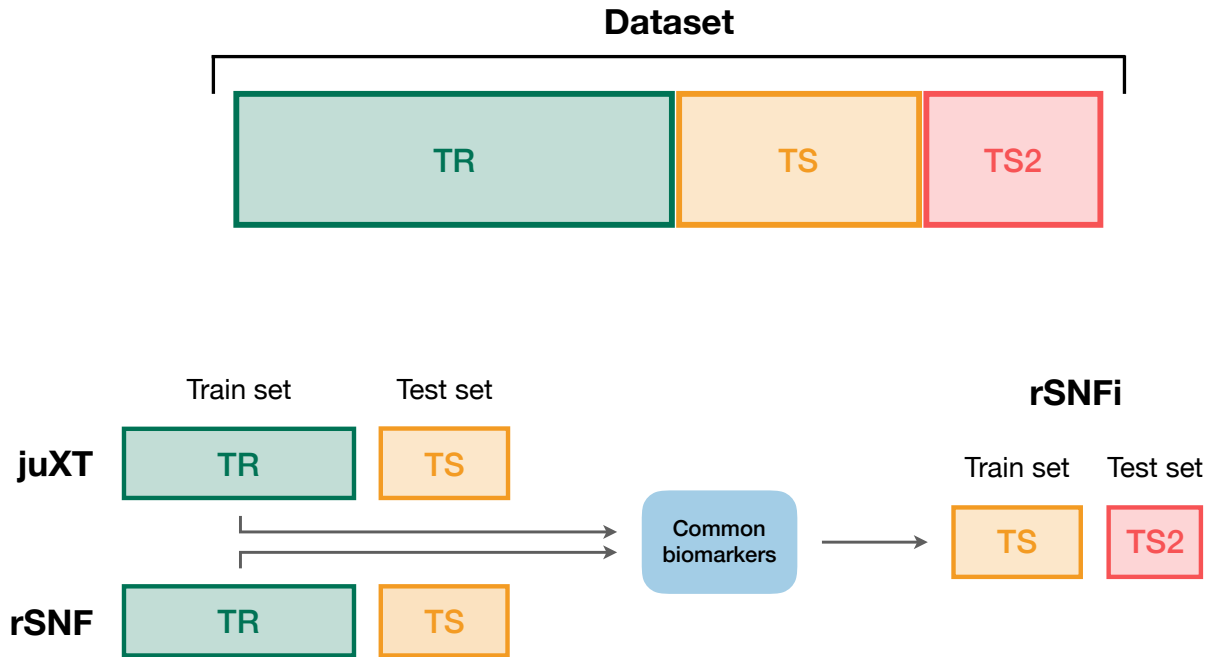 Dataset
TR
TS
TS2
Train set
Test set
rSNFi
juXT
TR
TS
Train set
Test set
Common
biomarkers
TS
TS2
rSNF
TR
TS